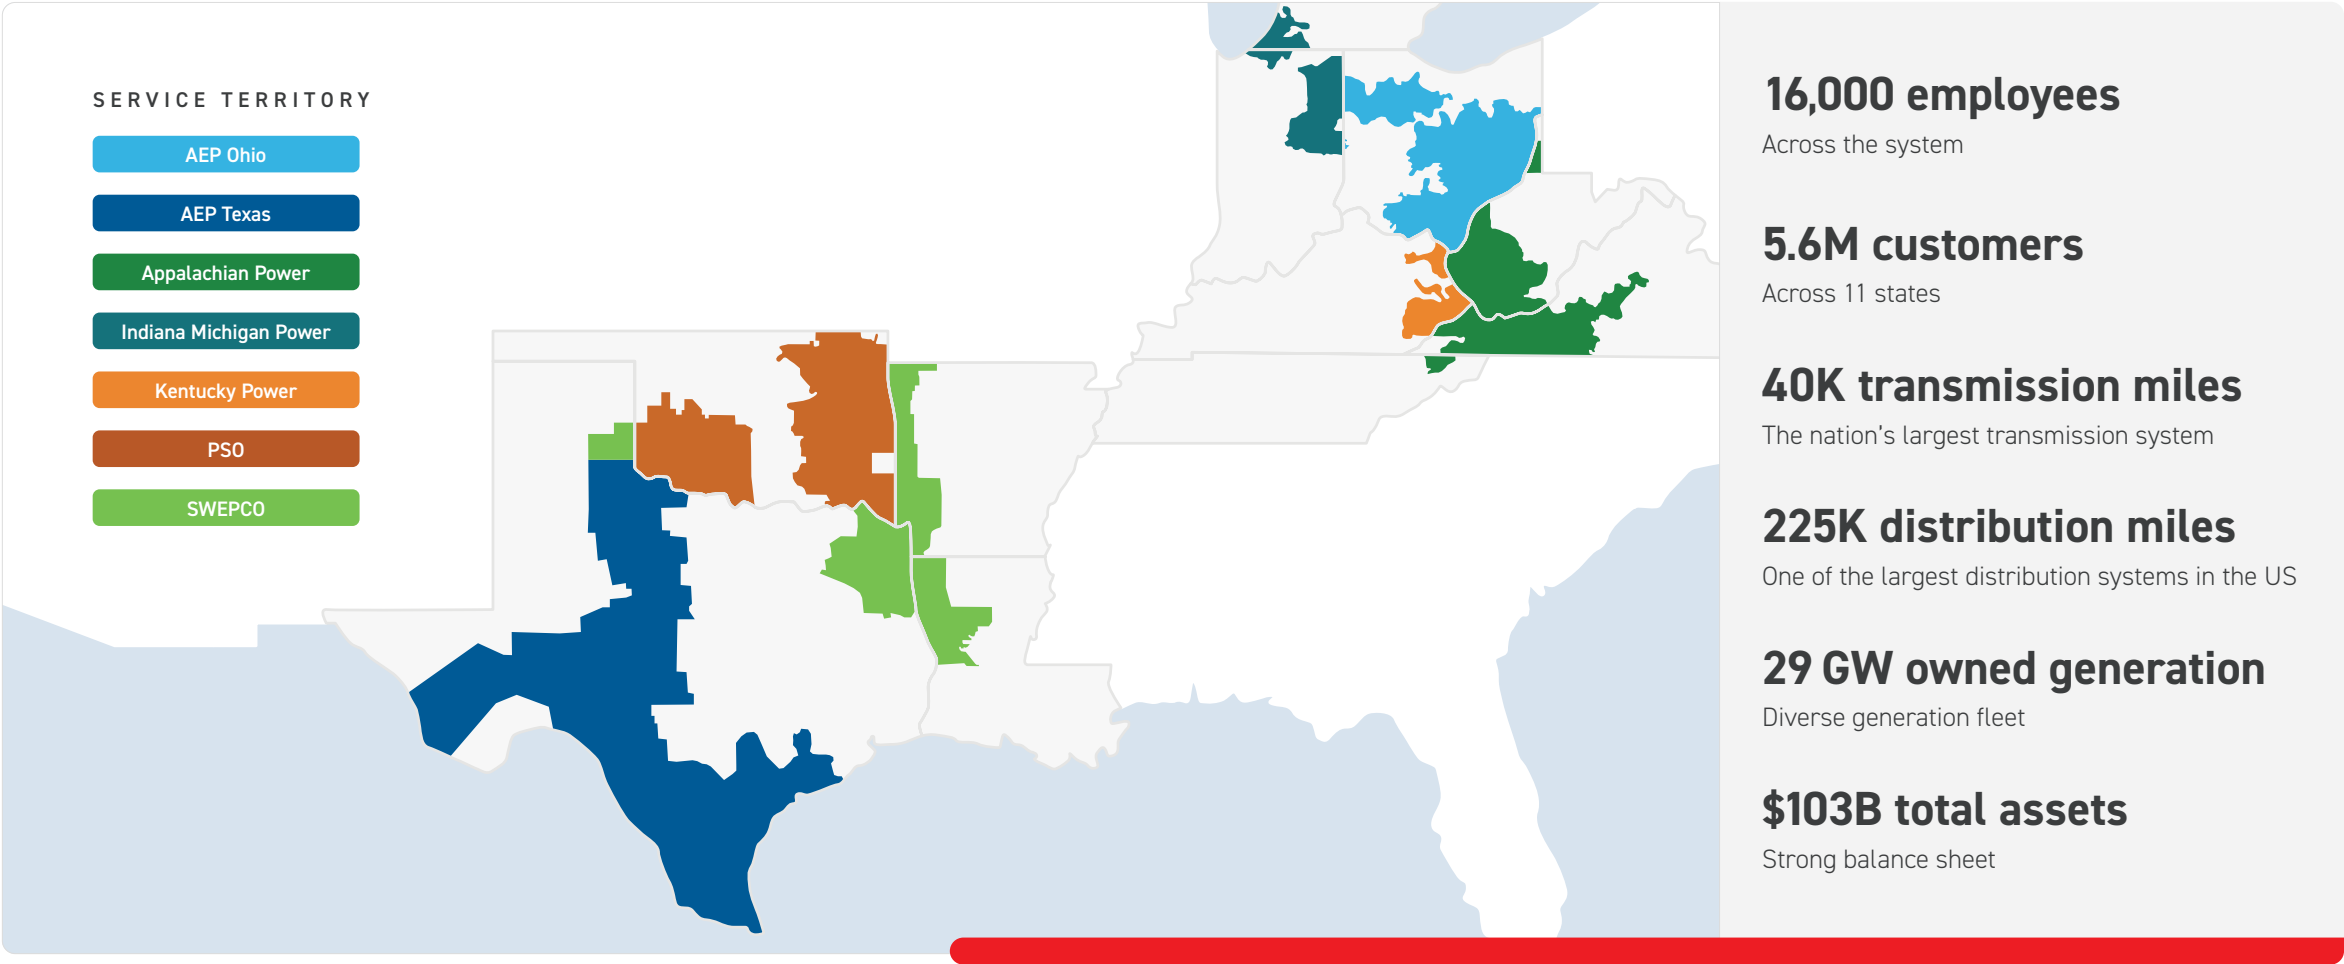 SERVICE TERRITORY
AEP Ohio
AEP Texas
Appalachian Power
Indiana Michigan Power
Kentucky Power
PSO
SWEPCO
16,000 employees
Across the system
5.6M customers
Across 11 states
40K transmission miles
The nation's largest transmission system
225K distribution miles
One of the largest distribution systems in the US
29 GW owned generation
Diverse generation fleet
$103B total assets
Strong balance sheet